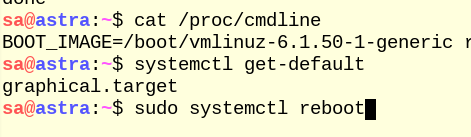 done
sa@astra:~$ cat /proc/cmdline
BOOT_IMAGE=/boot/vmlinuz-6.1.50-1-generic r
sa@astra:~$ systemctl get-default
graphical.target
sa@astra:~$ sudo systemctl reboot